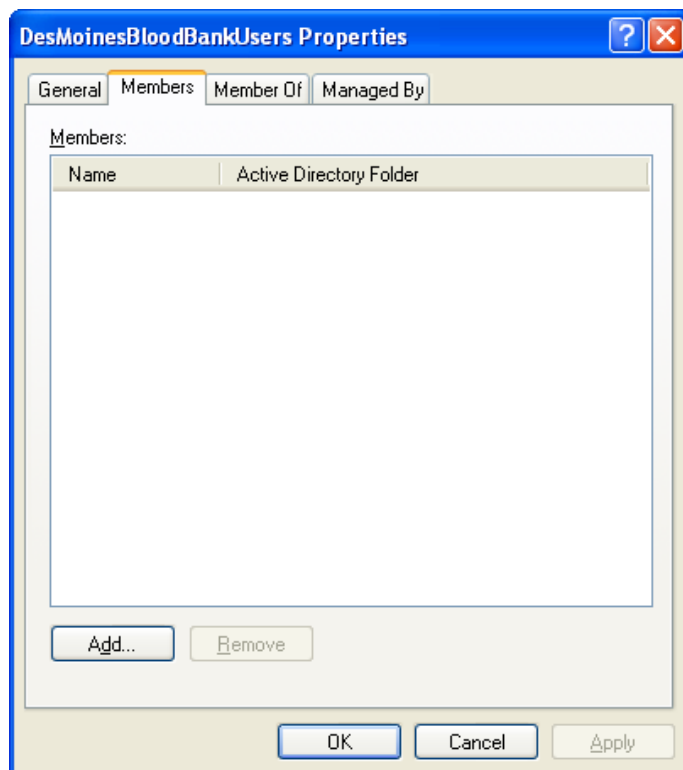 DesMoinesBloodBankUsers Properties ?
General Members Member Of Managed By
Members:
Name Active Directory Folder
Add... Remove
OK Cancel Apply